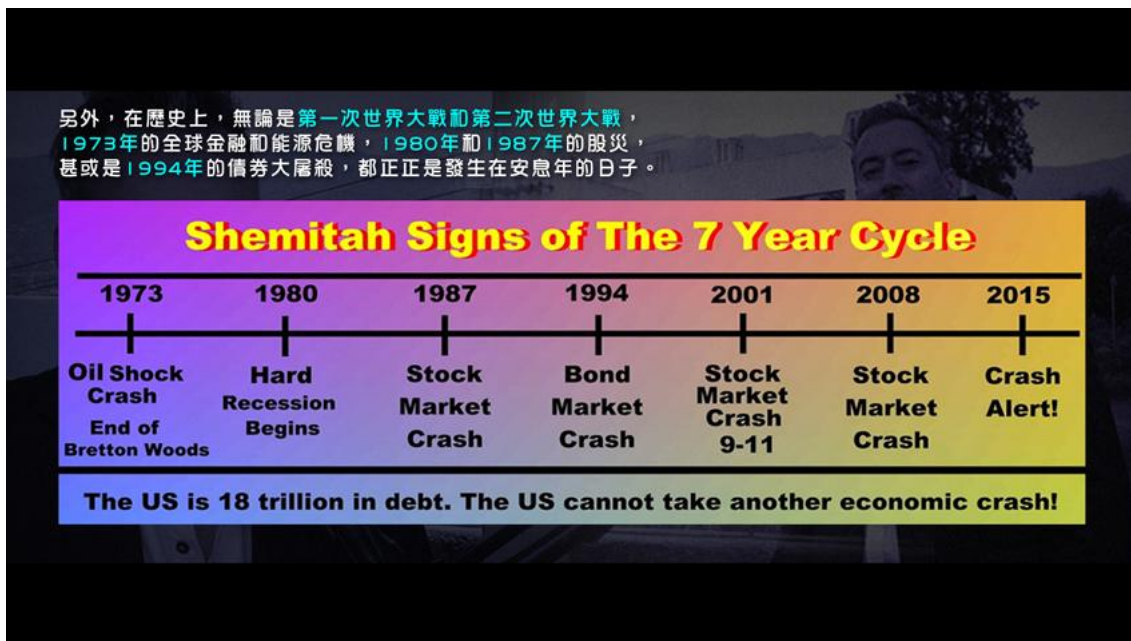 另外，在歷史上，無論是第一次世界大戰和第二次世界大戰，
1973年的全球金融和能源危機，1980年和1987年的股災，
甚或是1994年的債券大屠殺，都正正是發生在安息年的日子。
Shemitah Signs of The 7 Year Cycle
1973 1980 1987 1994 2001 2008 2015
Oil Shock
Crash
End of
Bretton Woods
Hard
Recession
Begins
Stock
Market
Crash
Bond
Market
Crash
Stock
Market
Crash
9-11
Stock
Market
Crash
Crash
Alert!
The US is 18 trillion in debt. The US cannot take another economic crash!